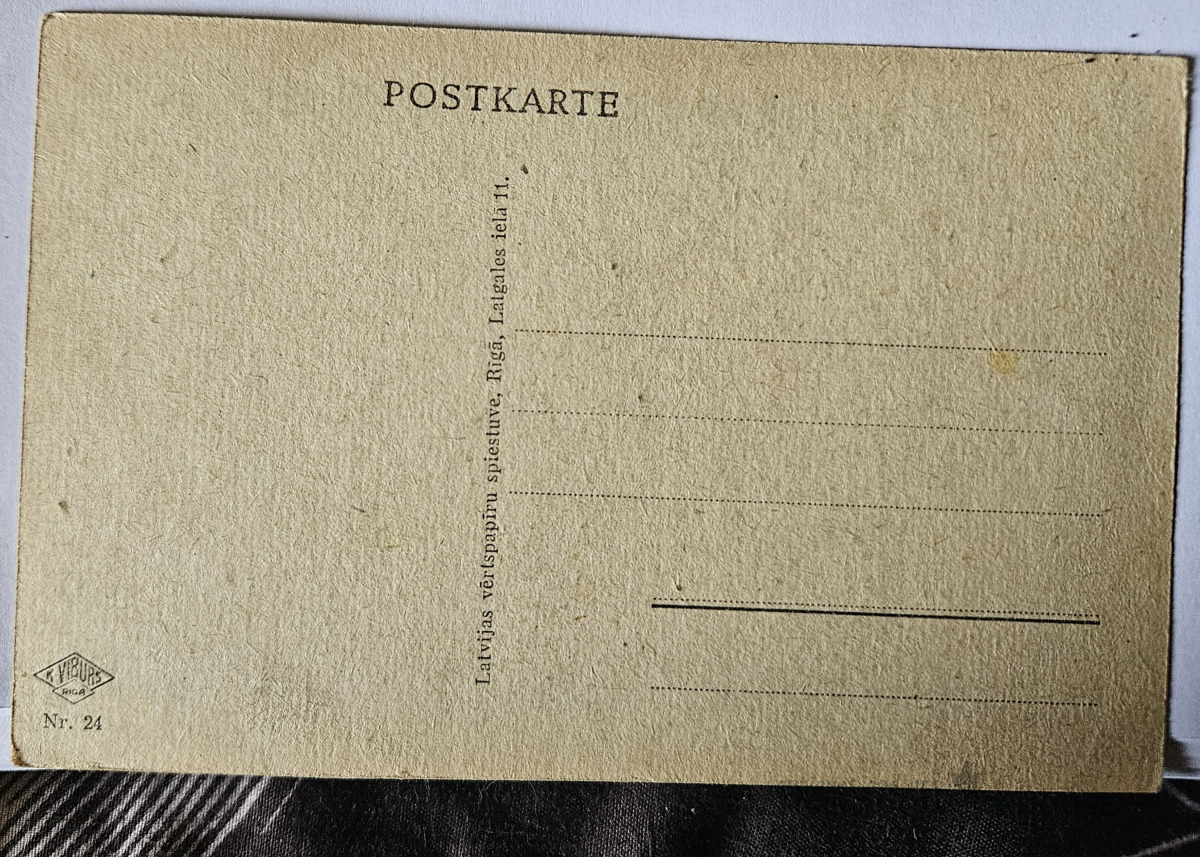 POSTKARTE
Latvijas vērtspapīru spiestuve, Rīgā, Latgales ielā 11.
K VIBURS
RIGA
Nr. 24